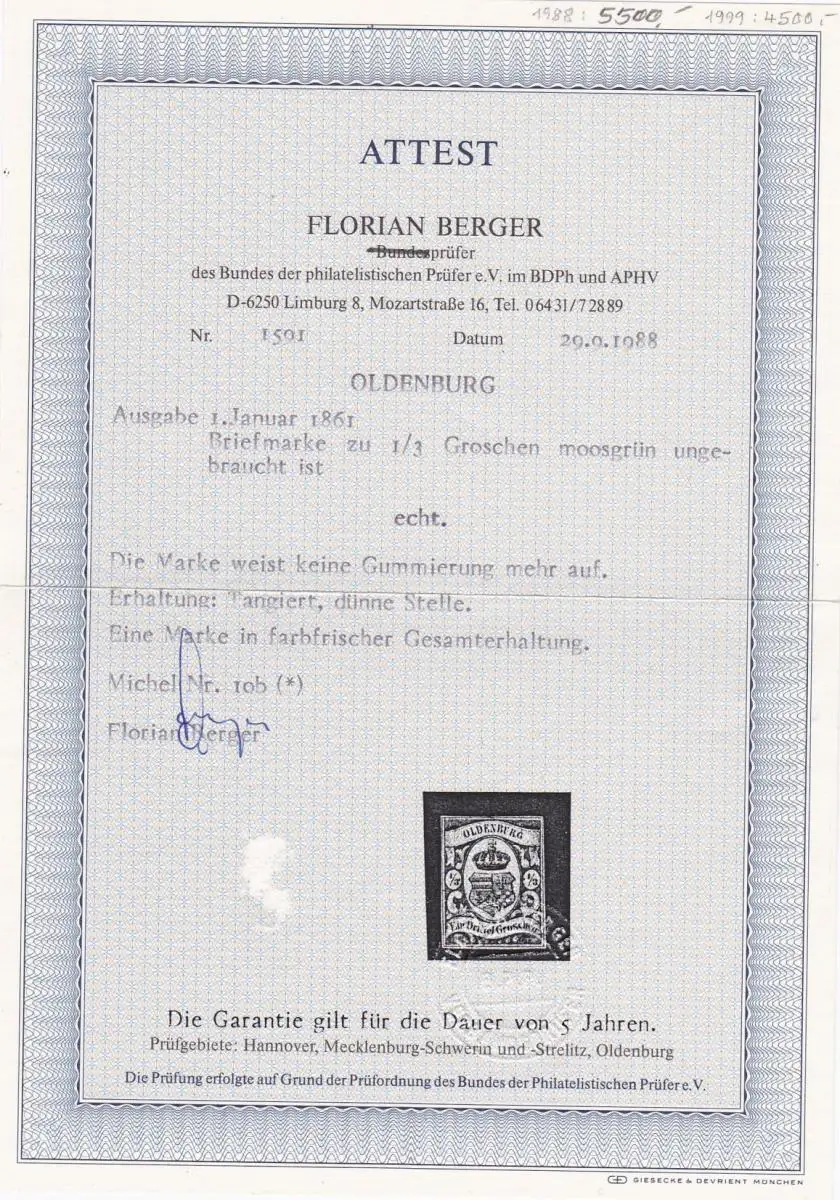 1988: 5500,- 1999: 4500,-
ATTEST
FLORIAN BERGER
Bundesprüfer
des Bundes der philatelistischen Prüfer e.V. im BDPh und APHV
D-6250 Limburg 8, Mozartstraße 16, Tel. 06431/72889
Nr. 1501 Datum 29.9.1988
OLDENBURG
Ausgabe 1.Januar 1861
Briefmarke zu 1/3 Groschen moosgrün unge-
braucht ist
echt.
Die Marke weist keine Gummierung mehr auf.
Erhaltung: Tangiert, dünne Stelle.
Eine Marke in farbfrischer Gesamterhaltung.
Michel Nr. 10b (*)
Florian Berger
OLDENBURG
1/3 1/3
Ein Drittel Groschen
Die Garantie gilt für die Dauer von 5 Jahren.
Prüfgebiete: Hannover, Mecklenburg-Schwerin und -Strelitz, Oldenburg
Die Prüfung erfolgte auf Grund der Prüfordnung des Bundes der Philatelistischen Prüfer e.V.
GIESECKE & DEVRIENT MÜNCHEN